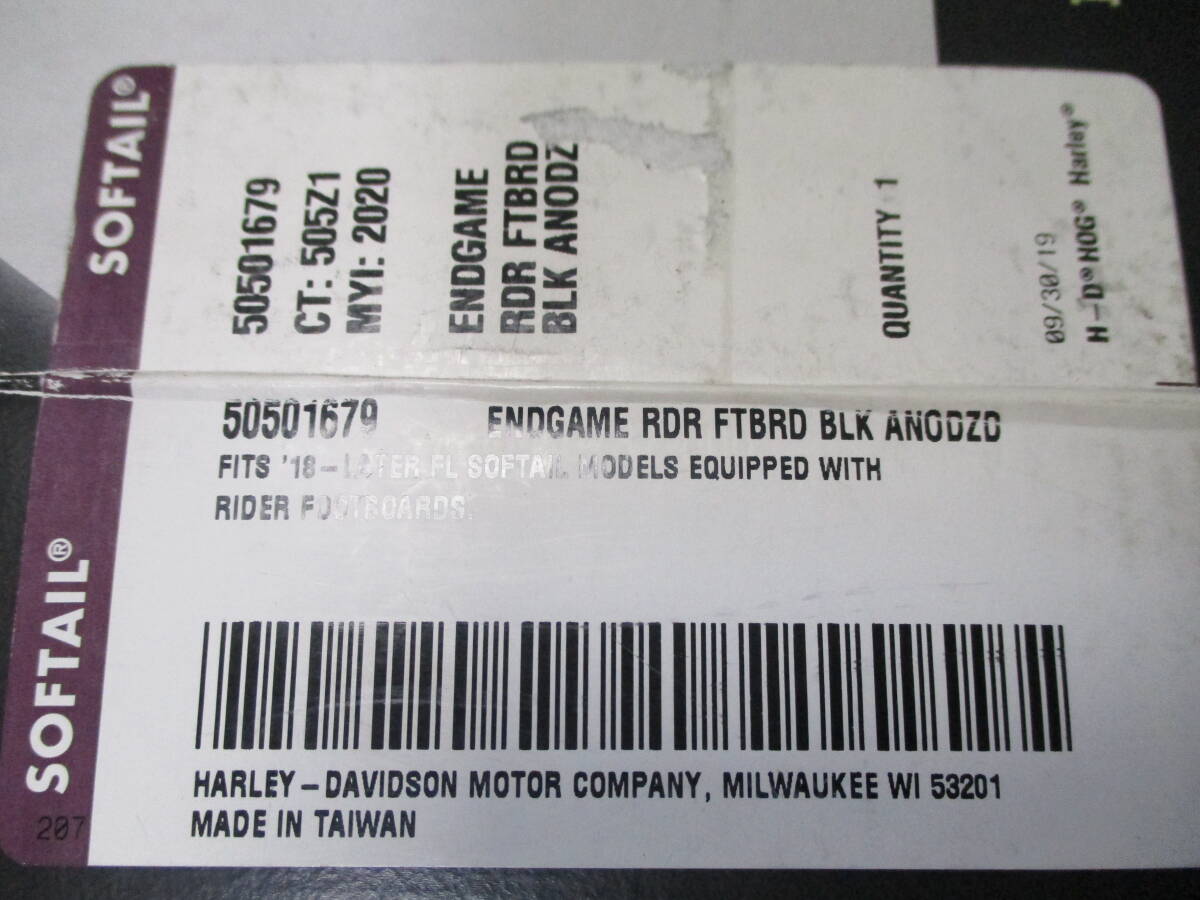 SOFTAIL®
50501679
CT: 505Z1
MYI: 2020
ENDGAME
RDR FTBRD
BLK ANODZ
QUANTITY 1
09/30/19
H-D® HOG® Harley®
50501679 ENDGAME RDR FTBRD BLK ANODZD
FITS '18-LATER FL SOFTAIL MODELS EQUIPPED WITH
RIDER FOOTBOARDS.
SOFTAIL®
HARLEY-DAVIDSON MOTOR COMPANY, MILWAUKEE WI 53201
MADE IN TAIWAN
207